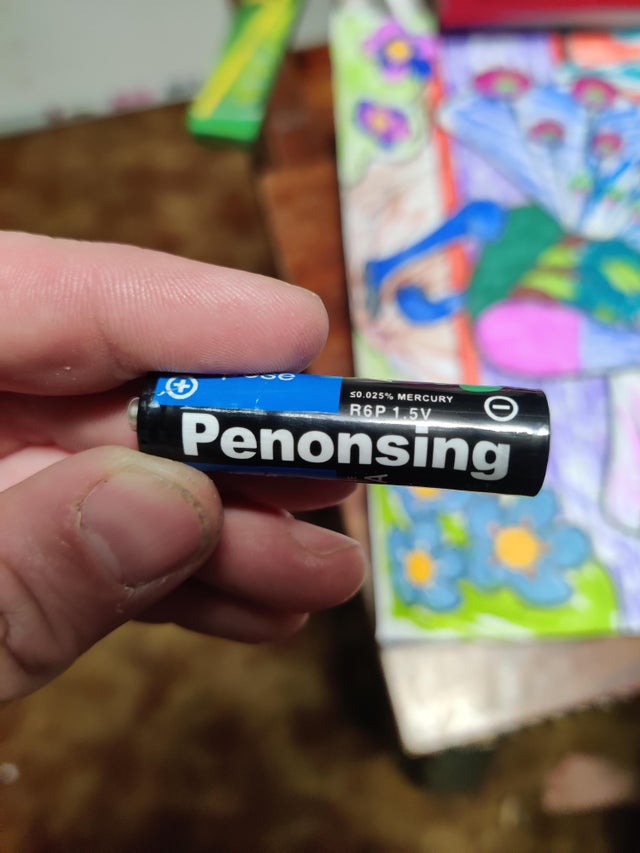 ≤0.025% MERCURY
R6P 1.5V
Penonsing